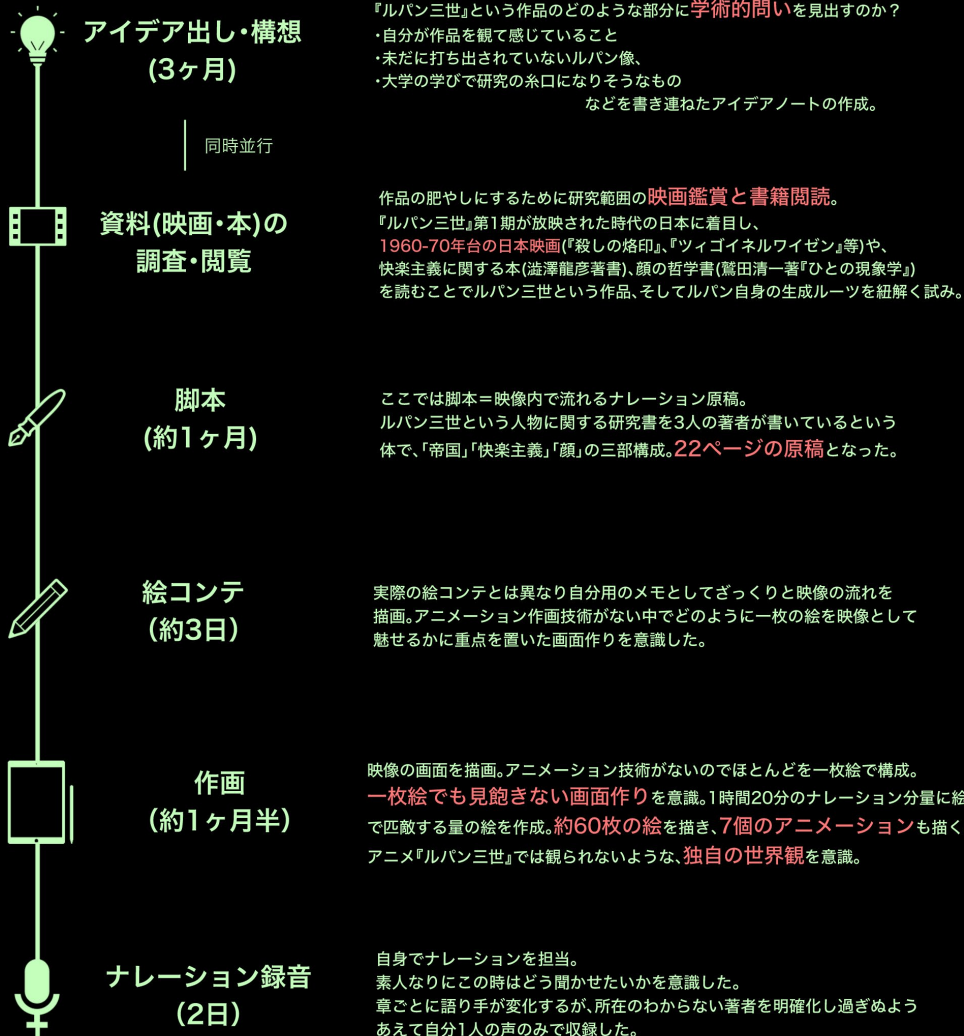 アイデア出し・構想
(3ヶ月)
『ルパン三世』という作品のどのような部分に学術的問いを見出すのか？
・自分が作品を観て感じていること
・未だに打ち出されていないルパン像、
・大学の学びで研究の糸口になりそうなもの
などを書き連ねたアイデアノートの作成。
同時並行
資料(映画・本)の
調査・閲覧
作品の肥やしにするために研究範囲の映画鑑賞と書籍閲読。
『ルパン三世』第1期が放映された時代の日本に着目し、
1960-70年台の日本映画(『殺しの烙印』、『ツィゴイネルワイゼン』等)や、
快楽主義に関する本(澁澤龍彦著書)、顔の哲学書(鷲田清一著『ひとの現象学』)
を読むことでルパン三世という作品、そしてルパン自身の生成ルーツを紐解く試み。
脚本
(約1ヶ月)
ここでは脚本＝映像内で流れるナレーション原稿。
ルパン三世という人物に関する研究書を3人の著者が書いているという
体で、「帝国」「快楽主義」「顔」の三部構成。22ページの原稿となった。
絵コンテ
（約3日）
実際の絵コンテとは異なり自分用のメモとしてざっくりと映像の流れを
描画。アニメーション作画技術がない中でどのように一枚の絵を映像として
魅せるかに重点を置いた画面作りを意識した。
作画
（約1ヶ月半）
映像の画面を描画。アニメーション技術がないのでほとんどを一枚絵で構成。
一枚絵でも見飽きない画面作りを意識。1時間20分のナレーション分量に絵
で匹敵する量の絵を作成。約60枚の絵を描き、7個のアニメーションも描く
アニメ『ルパン三世』では観られないような、独自の世界観を意識。
ナレーション録音
（2日）
自身でナレーションを担当。
素人なりにこの時はどう聞かせたいかを意識した。
章ごとに語り手が変化するが、所在のわからない著者を明確化し過ぎぬよう
あえて自分1人の声のみで収録した。